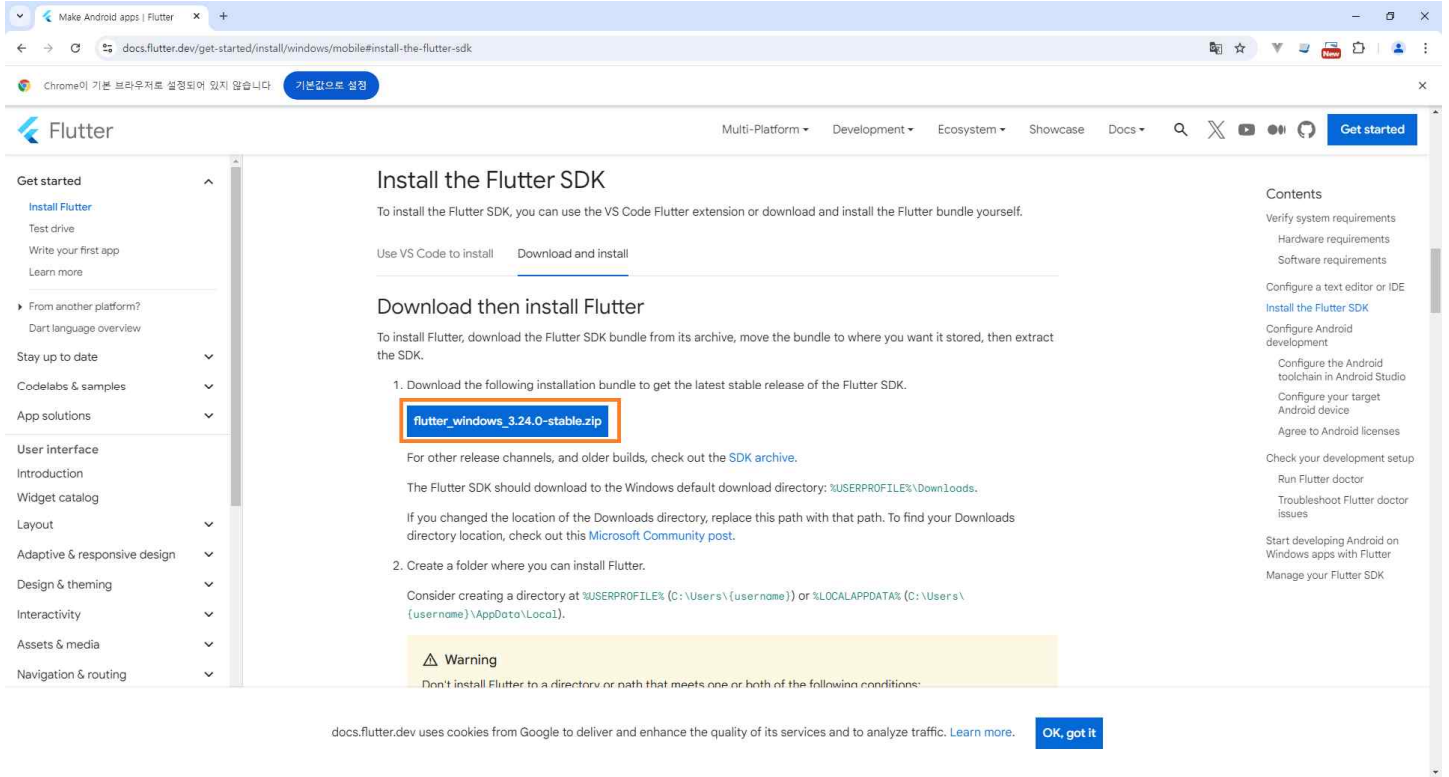 Make Android apps | Flutter
docs.flutter.dev/get-started/install/windows/mobile#install-the-flutter-sdk
New
Chrome이 기본 브라우저로 설정되어 있지 않습니다
기본값으로 설정
Flutter
Multi-Platform
Development
Ecosystem
Showcase
Docs
Get started
Get started
Install Flutter
Test drive
Write your first app
Learn more
From another platform?
Dart language overview
Stay up to date
Codelabs & samples
App solutions
User interface
Introduction
Widget catalog
Layout
Adaptive & responsive design
Design & theming
Interactivity
Assets & media
Navigation & routing
Install the Flutter SDK
To install the Flutter SDK, you can use the VS Code Flutter extension or download and install the Flutter bundle yourself.
Use VS Code to install
Download and install
Download then install Flutter
To install Flutter, download the Flutter SDK bundle from its archive, move the bundle to where you want it stored, then extract
the SDK.
1. Download the following installation bundle to get the latest stable release of the Flutter SDK.
flutter_windows_3.24.0-stable.zip
For other release channels, and older builds, check out the SDK archive.
The Flutter SDK should download to the Windows default download directory: %USERPROFILE%\Downloads.
If you changed the location of the Downloads directory, replace this path with that path. To find your Downloads
directory location, check out this Microsoft Community post.
2. Create a folder where you can install Flutter.
Consider creating a directory at %USERPROFILE% (C:\Users\{username}) or %LOCALAPPDATA% (C:\Users\
{username}\AppData\Local).
Warning
Don't install Flutter to a directory or path that meets one or both of the following conditions:
Contents
Verify system requirements
Hardware requirements
Software requirements
Configure a text editor or IDE
Install the Flutter SDK
Configure Android
development
Configure the Android
toolchain in Android Studio
Configure your target
Android device
Agree to Android licenses
Check your development setup
Run Flutter doctor
Troubleshoot Flutter doctor
issues
Start developing Android on
Windows apps with Flutter
Manage your Flutter SDK
docs.flutter.dev uses cookies from Google to deliver and enhance the quality of its services and to analyze traffic. Learn more.
OK, got it